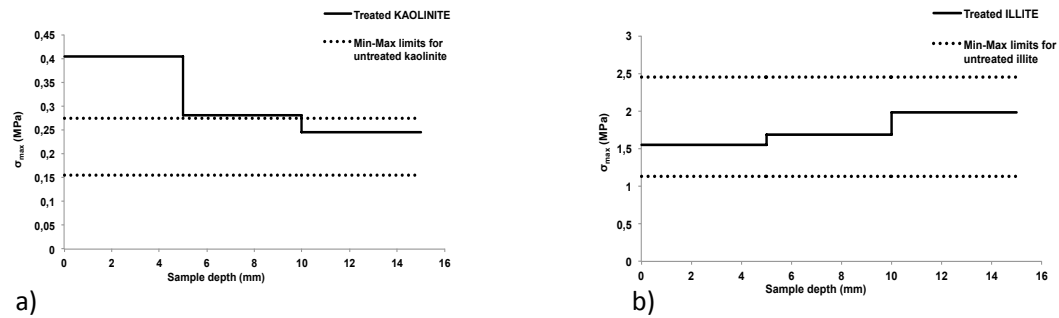 Treated KAOLINITE
Min-Max limits for
untreated kaolinite
0,45
0,4
0,35
0,3
0,25
0,2
0,15
0,1
0,05
0
σmax (MPa)
0 2 4 6 8 10 12 14 16
Sample depth (mm)
a)
Treated ILLITE
Min-Max limits for
untreated illite
3
2,5
2
1,5
1
0,5
0
σmax (MPa)
0 2 4 6 8 10 12 14 16
Sample depth (mm)
b)